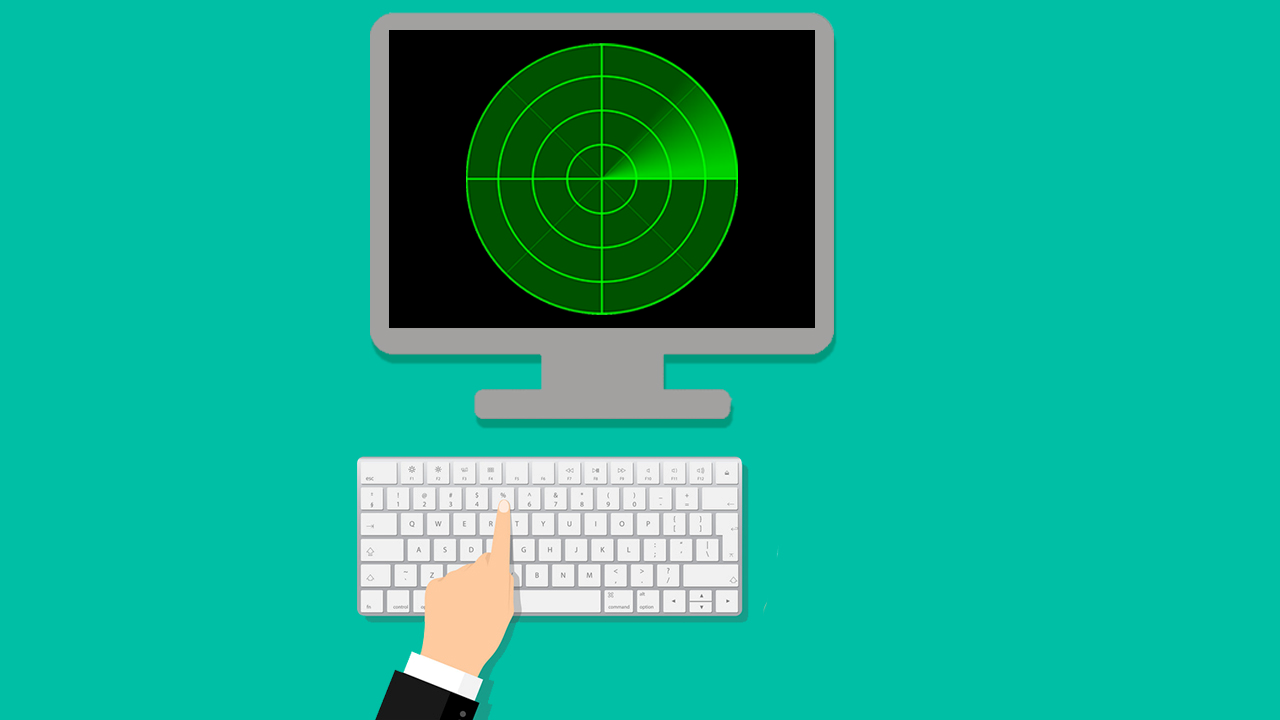 esc F1 F2 F3 F4 F5 F6 F7 F8 F9 F10 F11 F12
! 1 @ 2 # 3 $ 4 % ^ 6 & 7 * 8 ( 9 ) 0 _ - + =
Q W E R T Y U I O P { [ } ]
A S D G H J K L : ; | \
~ Z B N M < , > . ? /
fn control command alt option